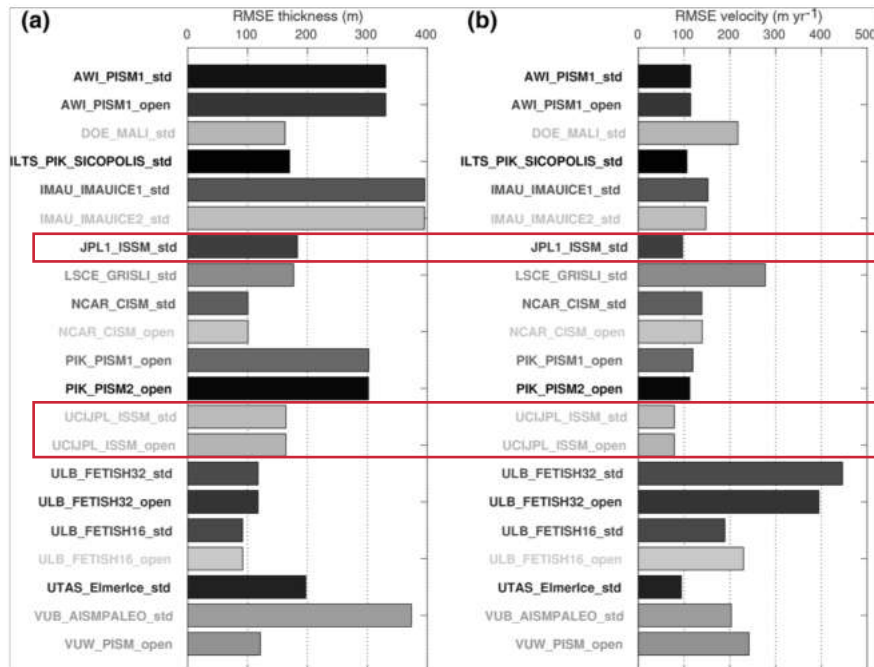 (a) RMSE thickness (m)
0 100 200 300 400
AWI_PISM1_std
AWI_PISM1_open
DOE_MALI_std
ILTS_PIK_SICOPOLIS_std
IMAU_IMAUICE1_std
IMAU_IMAUICE2_std
JPL1_ISSM_std
LSCE_GRISLI_std
NCAR_CISM_std
NCAR_CISM_open
PIK_PISM1_open
PIK_PISM2_open
UCIJPL_ISSM_std
UCIJPL_ISSM_open
ULB_FETISH32_std
ULB_FETISH32_open
ULB_FETISH16_std
ULB_FETISH16_open
UTAS_ElmerIce_std
VUB_AISMPALEO_std
VUW_PISM_open
(b) RMSE velocity (m yr⁻¹)
0 100 200 300 400 500
AWI_PISM1_std
AWI_PISM1_open
DOE_MALI_std
ILTS_PIK_SICOPOLIS_std
IMAU_IMAUICE1_std
IMAU_IMAUICE2_std
JPL1_ISSM_std
LSCE_GRISLI_std
NCAR_CISM_std
NCAR_CISM_open
PIK_PISM1_open
PIK_PISM2_open
UCIJPL_ISSM_std
UCIJPL_ISSM_open
ULB_FETISH32_std
ULB_FETISH32_open
ULB_FETISH16_std
ULB_FETISH16_open
UTAS_ElmerIce_std
VUB_AISMPALEO_std
VUW_PISM_open